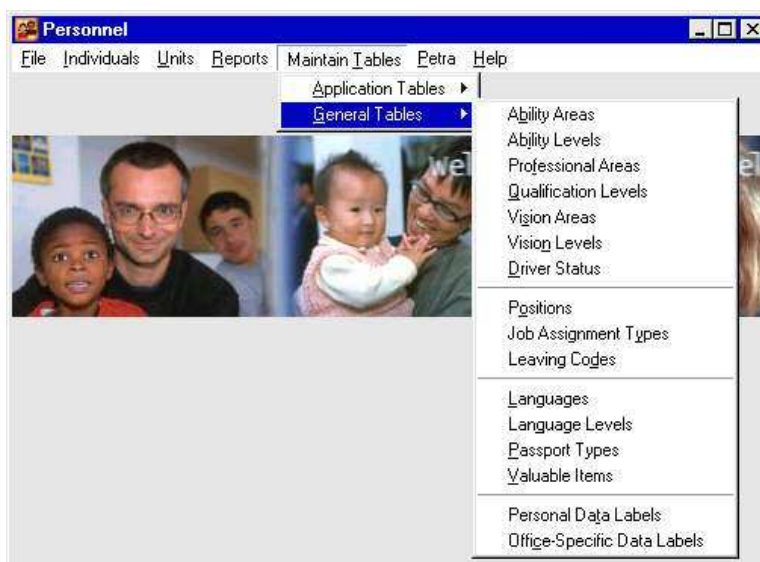 Personnel
File Individuals Units Reports Maintain Tables Petra Help
Application Tables
General Tables
Ability Areas
Ability Levels
Professional Areas
Qualification Levels
Vision Areas
Vision Levels
Driver Status
Positions
Job Assignment Types
Leaving Codes
Languages
Language Levels
Passport Types
Valuable Items
Personal Data Labels
Office-Specific Data Labels